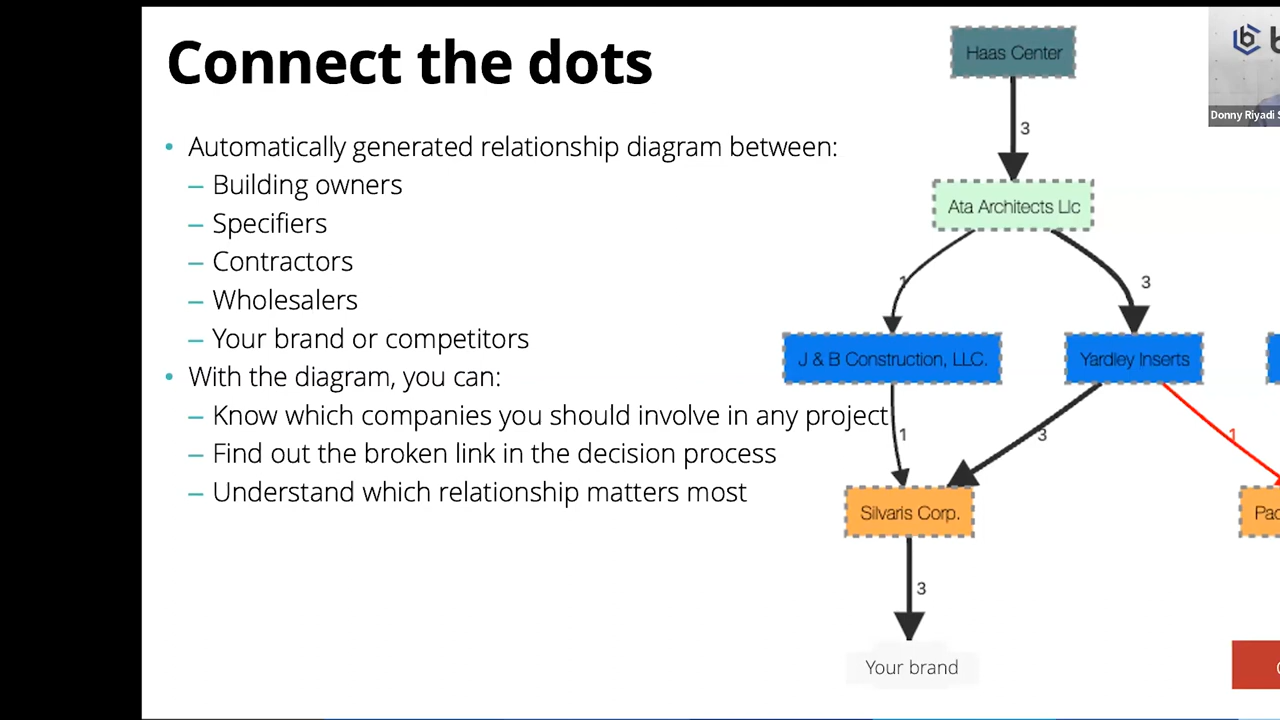 Connect the dots
• Automatically generated relationship diagram between:
– Building owners
– Specifiers
– Contractors
– Wholesalers
– Your brand or competitors
• With the diagram, you can:
– Know which companies you should involve in any project
– Find out the broken link in the decision process
– Understand which relationship matters most
Haas Center
3
Ata Architects Llc
1
3
J & B Construction, LLC.
Yardley Inserts
1
3
1
Silvaris Corp.
3
Your brand
b
Donny Riyadi